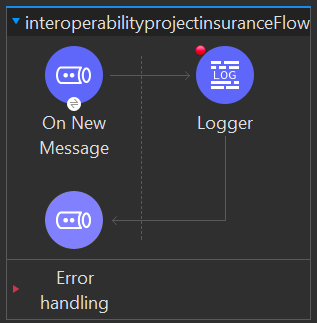 interoperabilityprojectinsuranceFlow
LOG
On New
Message
Logger
Error
handling